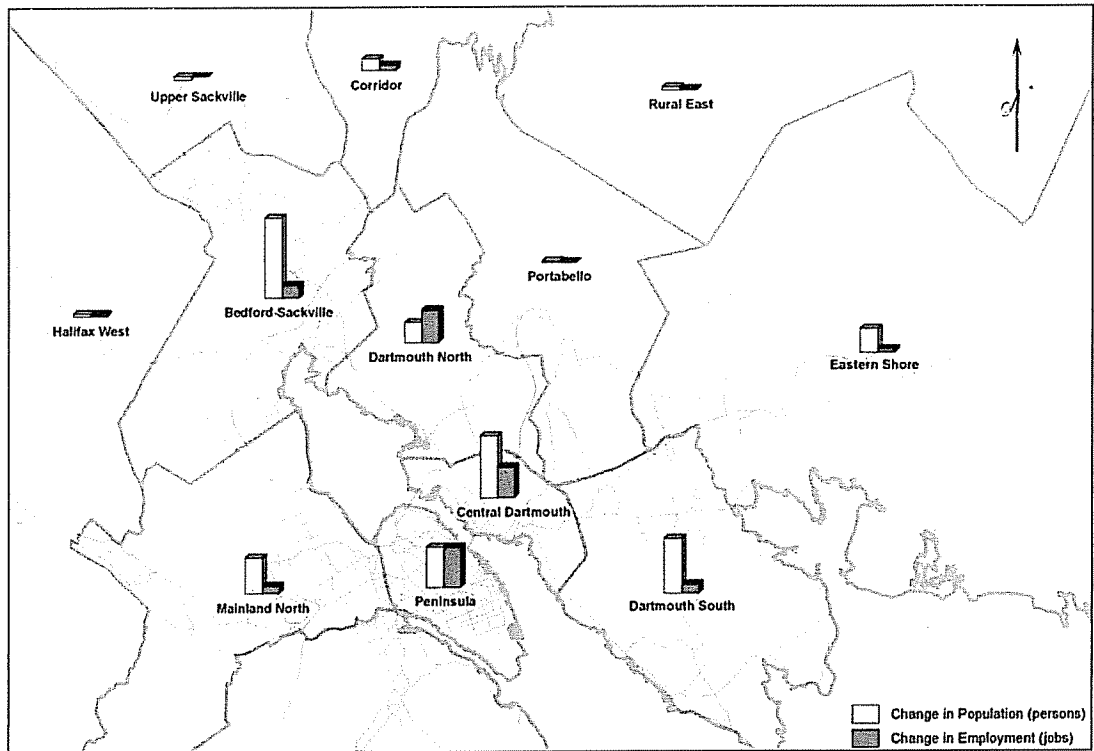 Upper Sackville
Corridor
Rural East
Bedford-Sackville
Portabello
Halifax West
Dartmouth North
Eastern Shore
Central Dartmouth
Mainland North
Peninsula
Dartmouth South
Change in Population (persons)
Change in Employment (jobs)